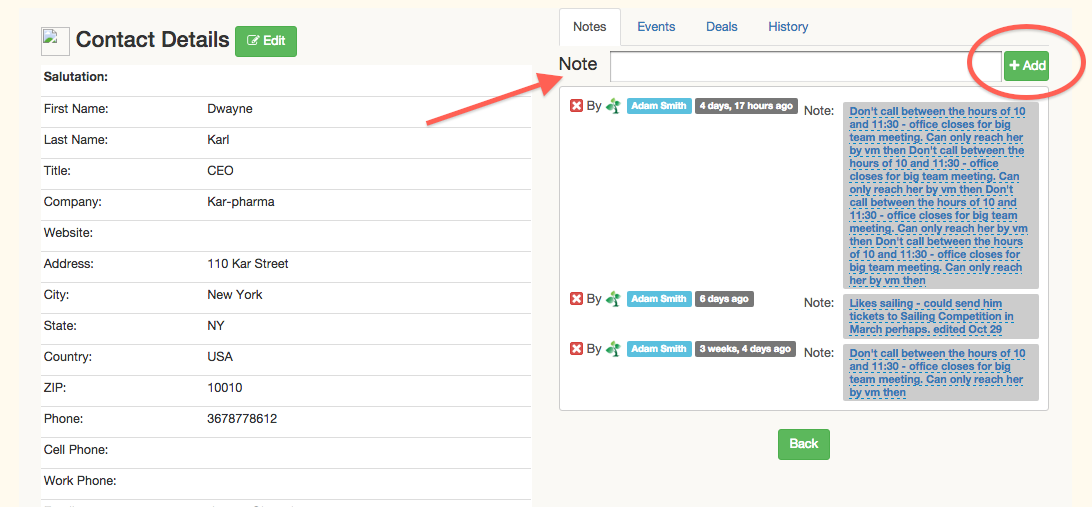 Contact Details
Edit
Salutation:
First Name: Dwayne
Last Name: Karl
Title: CEO
Company: Kar-pharma
Website:
Address: 110 Kar Street
City: New York
State: NY
Country: USA
ZIP: 10010
Phone: 3678778612
Cell Phone:
Work Phone:
Notes Events Deals History
Note
+ Add
By Adam Smith 4 days, 17 hours ago Note:
Don't call between the hours of 10
and 11:30 - office closes for big
team meeting. Can only reach her
by vm then Don't call between the
hours of 10 and 11:30 - office
closes for big team meeting. Can
only reach her by vm then Don't
call between the hours of 10 and
11:30 - office closes for big team
meeting. Can only reach her by vm
then Don't call between the hours
of 10 and 11:30 - office closes for
big team meeting. Can only reach
her by vm then
By Adam Smith 6 days ago Note:
Likes sailing - could send him
tickets to Sailing Competition in
March perhaps. edited Oct 29
By Adam Smith 3 weeks, 4 days ago Note:
Don't call between the hours of 10
and 11:30 - office closes for big
team meeting. Can only reach her
by vm then
Back